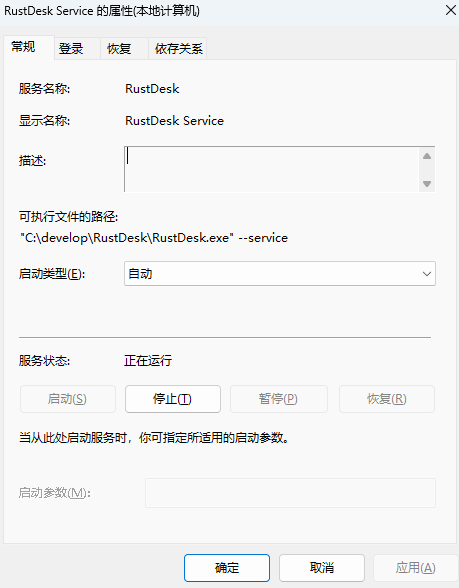 RustDesk Service 的属性(本地计算机)
常规 登录 恢复 依存关系
服务名称: RustDesk
显示名称: RustDesk Service
描述:
可执行文件的路径:
"C:\develop\RustDesk\RustDesk.exe" --service
启动类型(E): 自动
服务状态: 正在运行
启动(S) 停止(T) 暂停(P) 恢复(R)
当从此处启动服务时，你可指定所适用的启动参数。
启动参数(M):
确定 取消 应用(A)